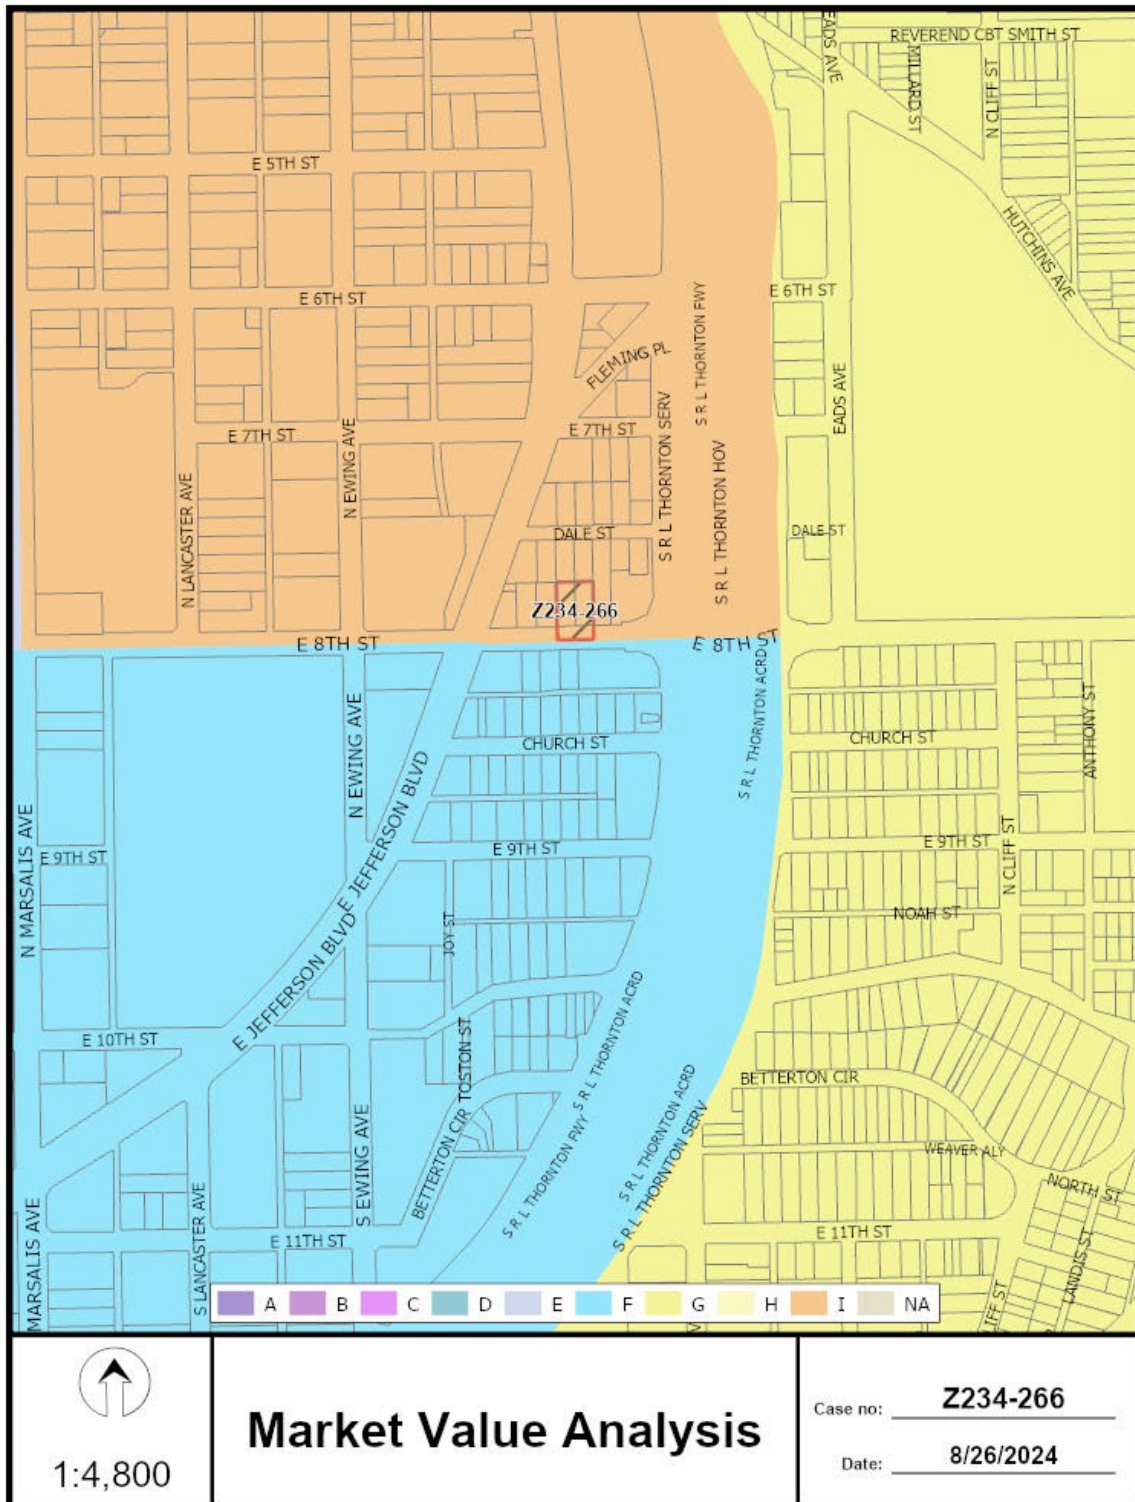 EADS AVE
REVEREND CBT SMITH ST
MILLARD ST
N CLIFF ST
E 5TH ST
HUTCHINS AVE
E 6TH ST
S R L THORNTON FWY
E 6TH ST
FLEMING PL
EADS AVE
E 7TH ST
N EWING AVE
E 7TH ST
S R L THORNTON SERV
S R L THORNTON HOV
N LANCASTER AVE
DALE ST
DALE ST
Z234-266
E 8TH ST
E 8TH ST
S R L THORNTON ACRD
N EWING AVE
CHURCH ST
CHURCH ST
ANTHONY ST
E JEFFERSON BLVD
N MARSALIS AVE
E 9TH ST
E 9TH ST
E 9TH ST
N CLIFF ST
NOAH ST
JOY ST
E JEFFERSON BLVD
S R L THORNTON ACRD
E 10TH ST
TOSTON ST
BETTERTON CIR
S R L THORNTON ACRD
S R L THORNTON SERV
S R L THORNTON FWY
BETTERTON CIR
S EWING AVE
WEAVER ALY
NORTH ST
E 11TH ST
E 11TH ST
LANDIS ST
S LANCASTER AVE
MARSALIS AVE
LIFF ST
A B C D E F G H I NA
1:4,800
Market Value Analysis
Case no: Z234-266
Date: 8/26/2024